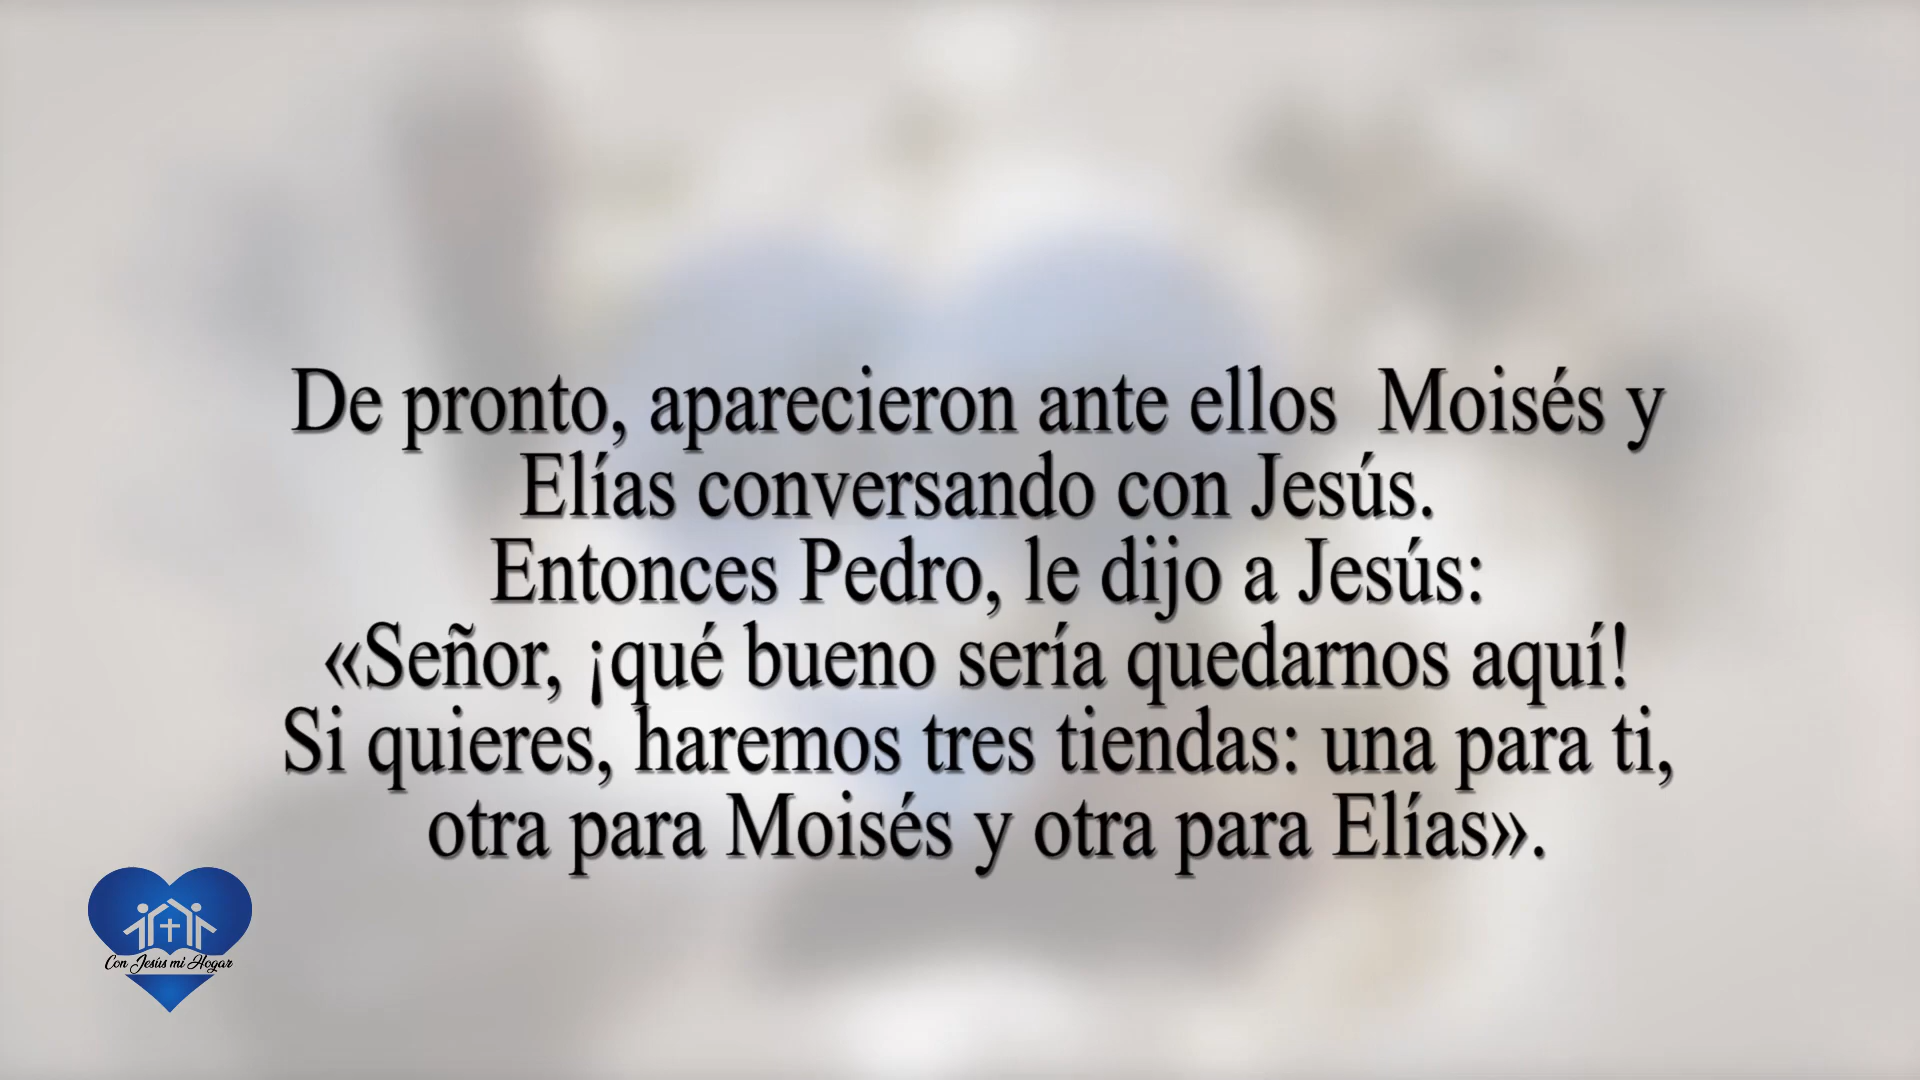 De pronto, aparecieron ante ellos  Moisés y
Elías conversando con Jesús.
Entonces Pedro, le dijo a Jesús:
«Señor, ¡qué bueno sería quedarnos aquí!
Si quieres, haremos tres tiendas: una para ti,
otra para Moisés y otra para Elías».
Con Jesús mi Hogar